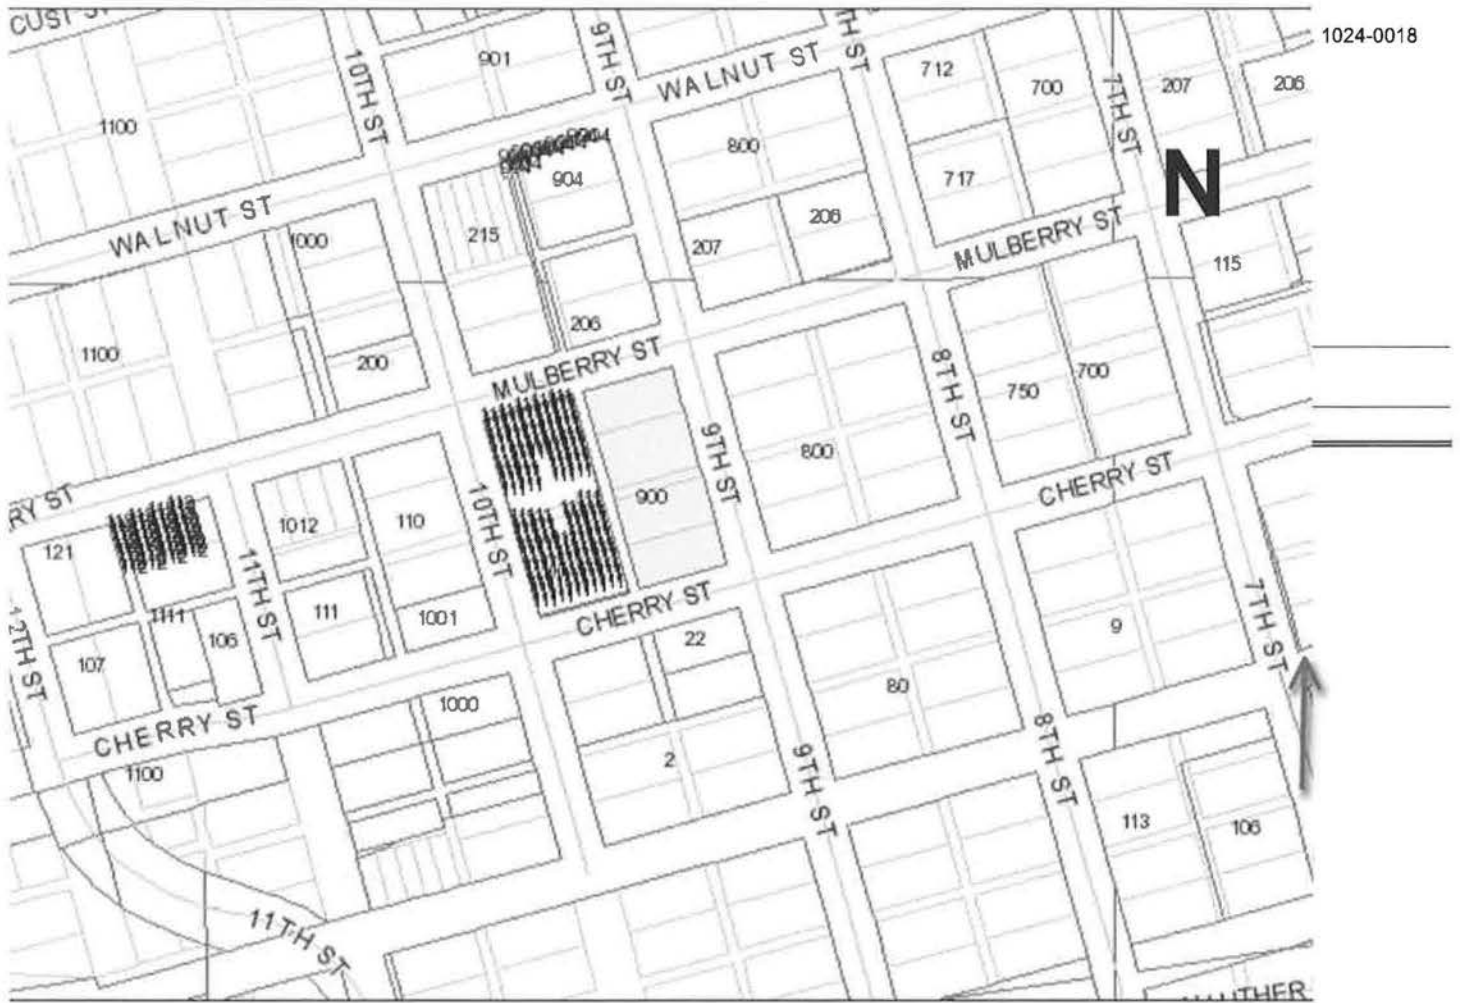 1024-0018
10TH ST
901
9TH ST
WALNUT ST
712
700
7TH ST
207
206
1100
800
717
N
904
WALNUT ST
1000
215
207
208
MULBERRY ST
115
1100
200
206
MULBERRY ST
8TH ST
750
700
9TH ST
800
CHERRY ST
10TH ST
900
RY ST
121
1012
110
11TH ST
1111
106
111
1001
CHERRY ST
22
9
7TH ST
12TH ST
107
80
CHERRY ST
1000
8TH ST
1100
2
9TH ST
113
106
11TH ST